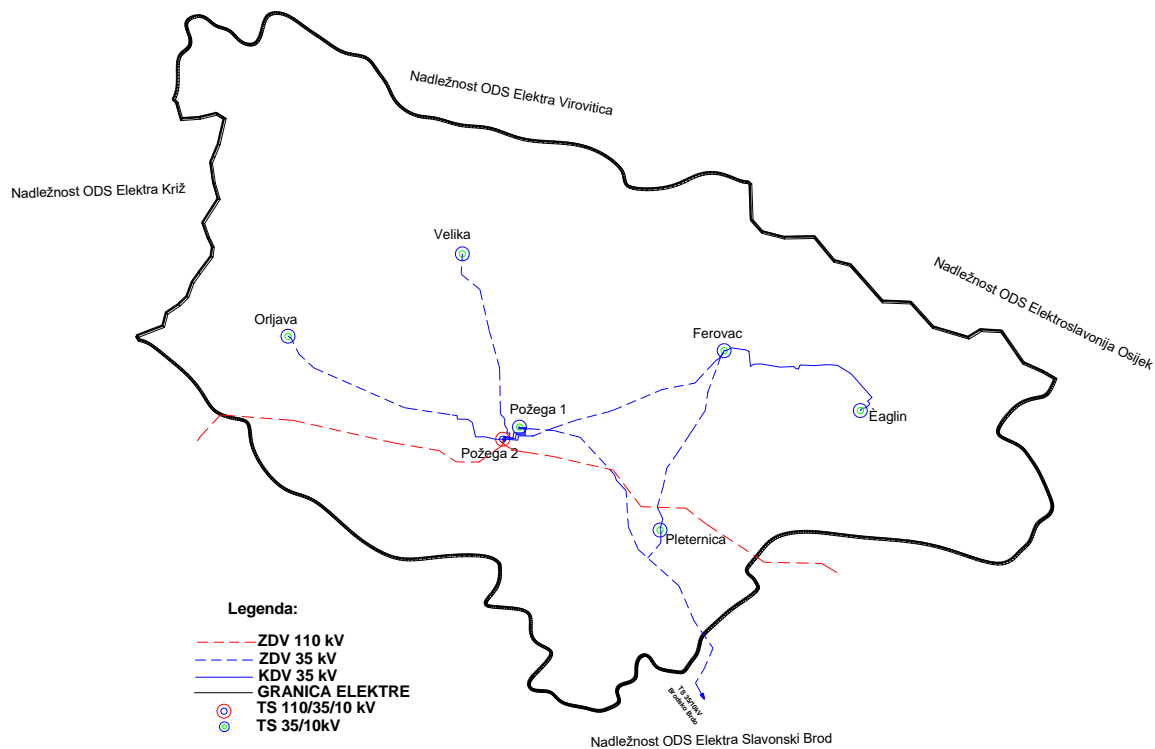 Nadležnost ODS Elektra Virovitica
Nadležnost ODS Elektra Križ
Velika
Nadležnost ODS Elektroslavonija Osijek
Orljava
Ferovac
Požega 1
Èaglin
Požega 2
Pleternica
Legenda:
ZDV 110 kV
ZDV 35 kV
KDV 35 kV
GRANICA ELEKTRE
TS 110/35/10 kV
TS 35/10kV
TS 35/10kV
Brodsko Brdo
Nadležnost ODS Elektra Slavonski Brod